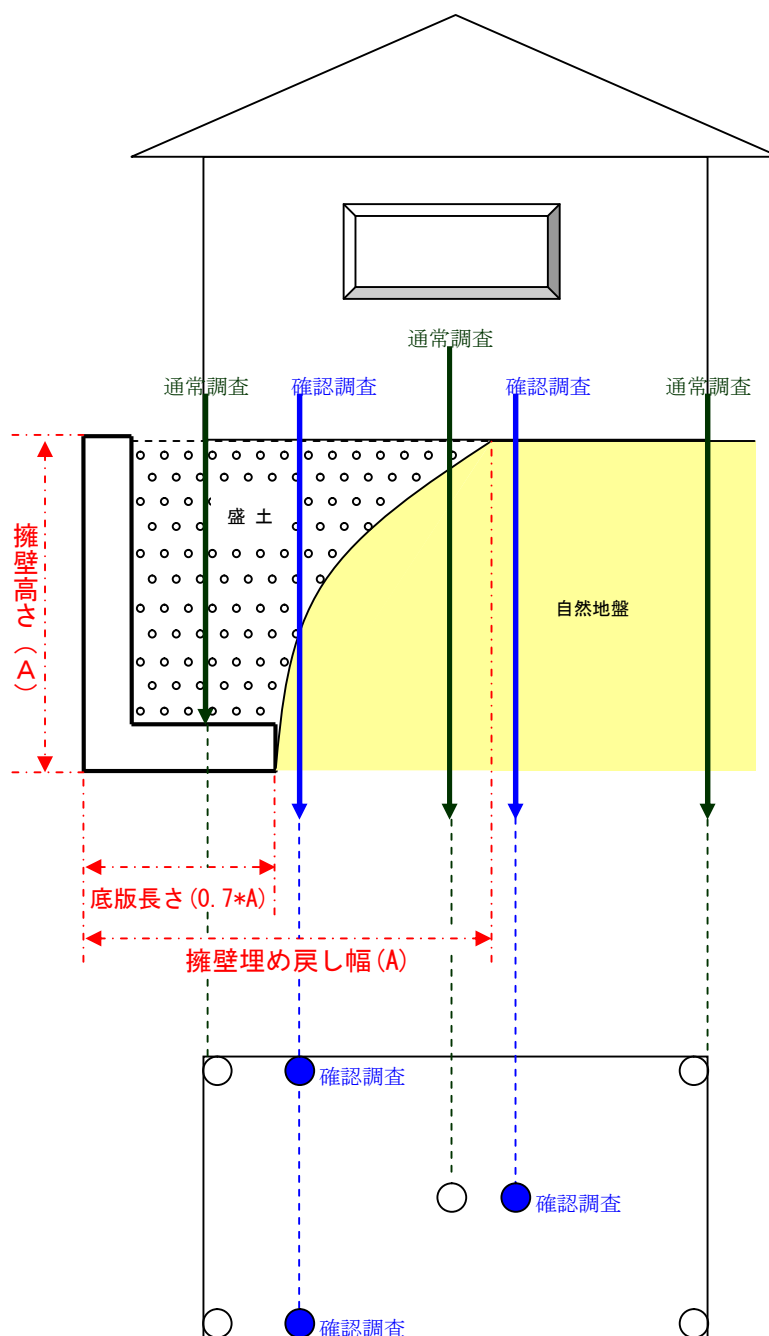 通常調査
通常調査
確認調査
確認調査
通常調査
擁壁高さ(A)
盛 土
自然地盤
底版長さ(0.7*A)
擁壁埋め戻し幅(A)
確認調査
確認調査
確認調査